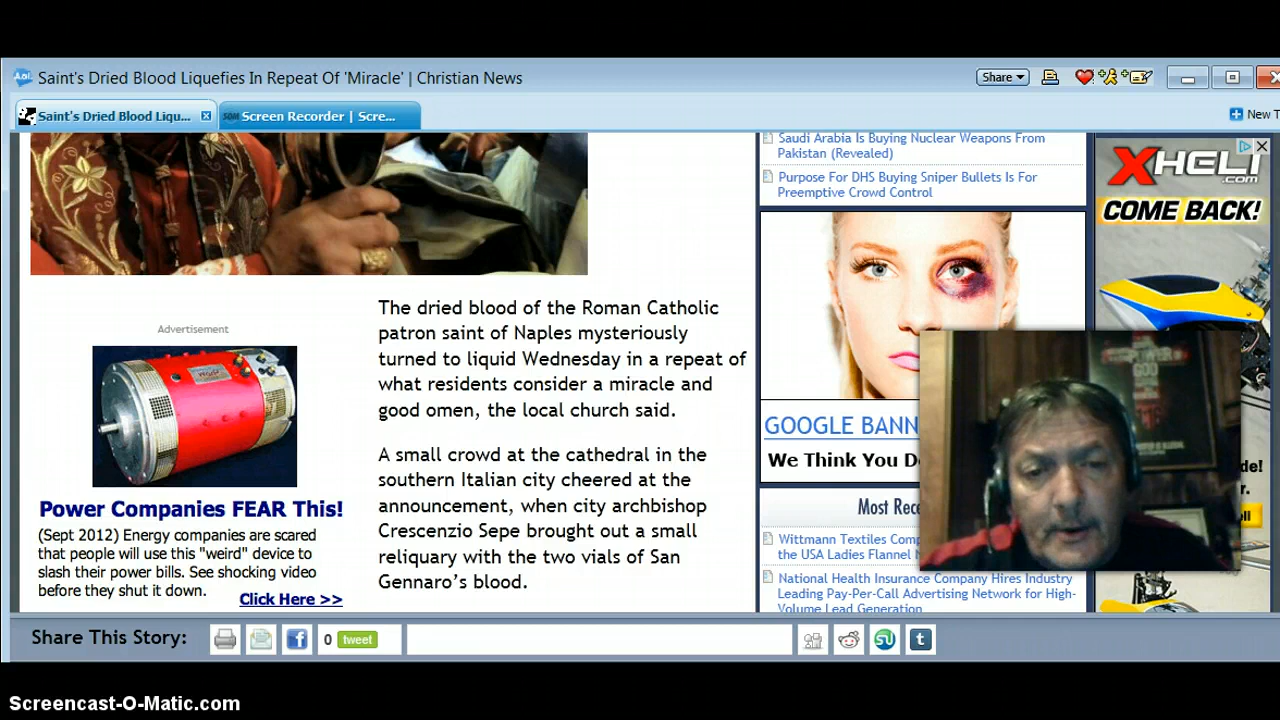 Saint's Dried Blood Liquefies In Repeat Of 'Miracle' | Christian News
Share
Saint's Dried Blood Liqu...
Screen Recorder | Scre...
New T
Saudi Arabia Is Buying Nuclear Weapons From
Pakistan (Revealed)
Purpose For DHS Buying Sniper Bullets Is For
Preemptive Crowd Control
XHELI
.COM
COME BACK!
Advertisement
Power Companies FEAR This!
(Sept 2012) Energy companies are scared
that people will use this "weird" device to
slash their power bills. See shocking video
before they shut it down.
Click Here >>
The dried blood of the Roman Catholic
patron saint of Naples mysteriously
turned to liquid Wednesday in a repeat of
what residents consider a miracle and
good omen, the local church said.
A small crowd at the cathedral in the
southern Italian city cheered at the
announcement, when city archbishop
Crescenzio Sepe brought out a small
reliquary with the two vials of San
Gennaro’s blood.
GOOGLE BANN
We Think You D
Most Rece
Wittmann Textiles Comp
the USA Ladies Flannel N
National Health Insurance Company Hires Industry
Leading Pay-Per-Call Advertising Network for High-
Volume Lead Generation
Share This Story:
0 tweet
Screencast-O-Matic.com